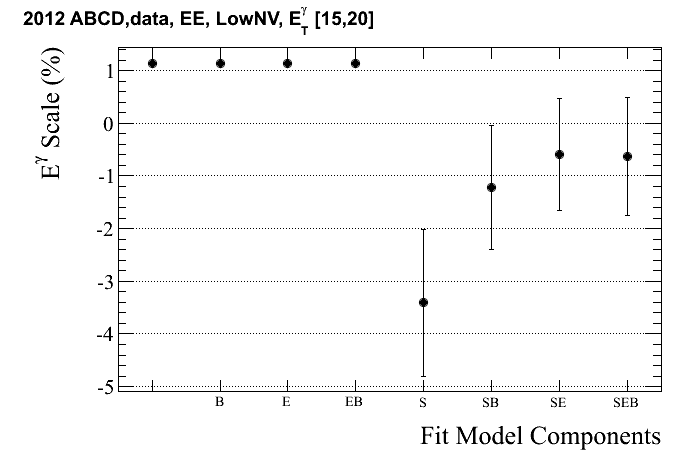 2012 ABCD,data, EE, LowNV, E_T^γ [15,20]
E^γ Scale (%)
1
0
-1
-2
-3
-4
-5
B E EB S SB SE SEB
Fit Model Components